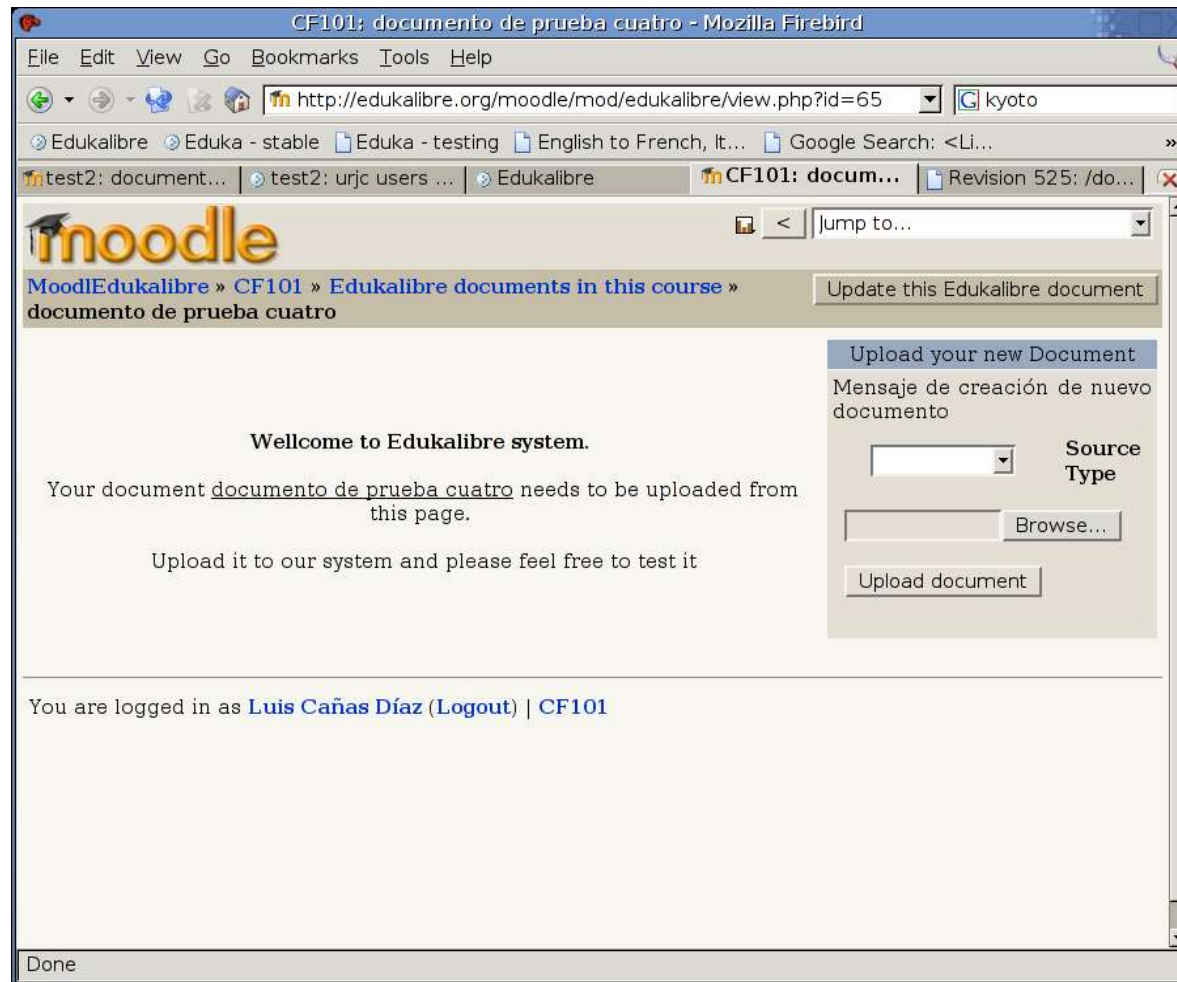 CF101: documento de prueba cuatro - Mozilla Firebird
File Edit View Go Bookmarks Tools Help
http://edukalibre.org/moodle/mod/edukalibre/view.php?id=65
G kyoto
Edukalibre Eduka - stable Eduka - testing English to French, It... Google Search: <Li... »
test2: document... test2: urjc users ... Edukalibre CF101: docum... Revision 525: /do...
moodle
< Jump to...
MoodlEdukalibre » CF101 » Edukalibre documents in this course »
documento de prueba cuatro
Update this Edukalibre document
Wellcome to Edukalibre system.
Your document documento de prueba cuatro needs to be uploaded from
this page.
Upload it to our system and please feel free to test it
Upload your new Document
Mensaje de creación de nuevo
documento
Source
Type
Browse...
Upload document
You are logged in as Luis Cañas Díaz (Logout) | CF101
Done